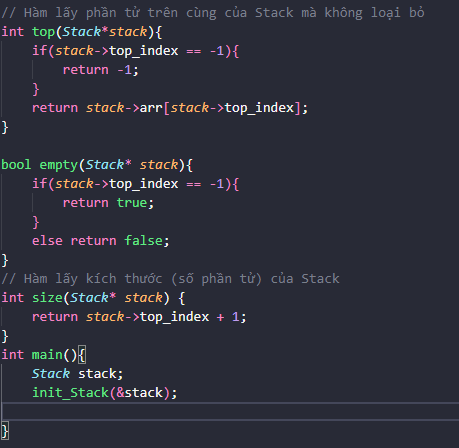 // Hàm lấy phần tử trên cùng của Stack mà không loại bỏ
int top(Stack*stack){
    if(stack->top_index == -1){
        return -1;
    }
    return stack->arr[stack->top_index];
}

bool empty(Stack* stack){
    if(stack->top_index == -1){
        return true;
    }
    else return false;
}
// Hàm lấy kích thước (số phần tử) của Stack
int size(Stack* stack) {
    return stack->top_index + 1;
}
int main(){
    Stack stack;
    init_Stack(&stack);

}